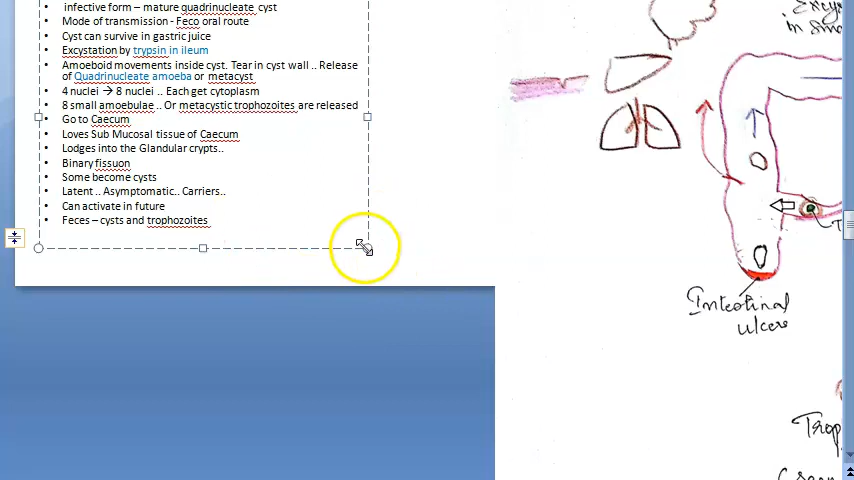 infective form – mature quadrinucleate cyst
Mode of transmission - Feco oral route
Cyst can survive in gastric juice
Excystation by trypsin in ileum
Amoeboid movements inside cyst. Tear in cyst wall .. Release
of Quadrinucleate amoeba or metacyst
4 nuclei → 8 nuclei .. Each get cytoplasm
8 small amoebulae .. Or metacystic trophozoites are released
Go to Caecum
Loves Sub Mucosal tissue of Caecum
Lodges into the Glandular crypts..
Binary fissuon
Some become cysts
Latent .. Asymptomatic.. Carriers..
Can activate in future
Feces – cysts and trophozoites
in sm
Intestinal
ulcers
Trop